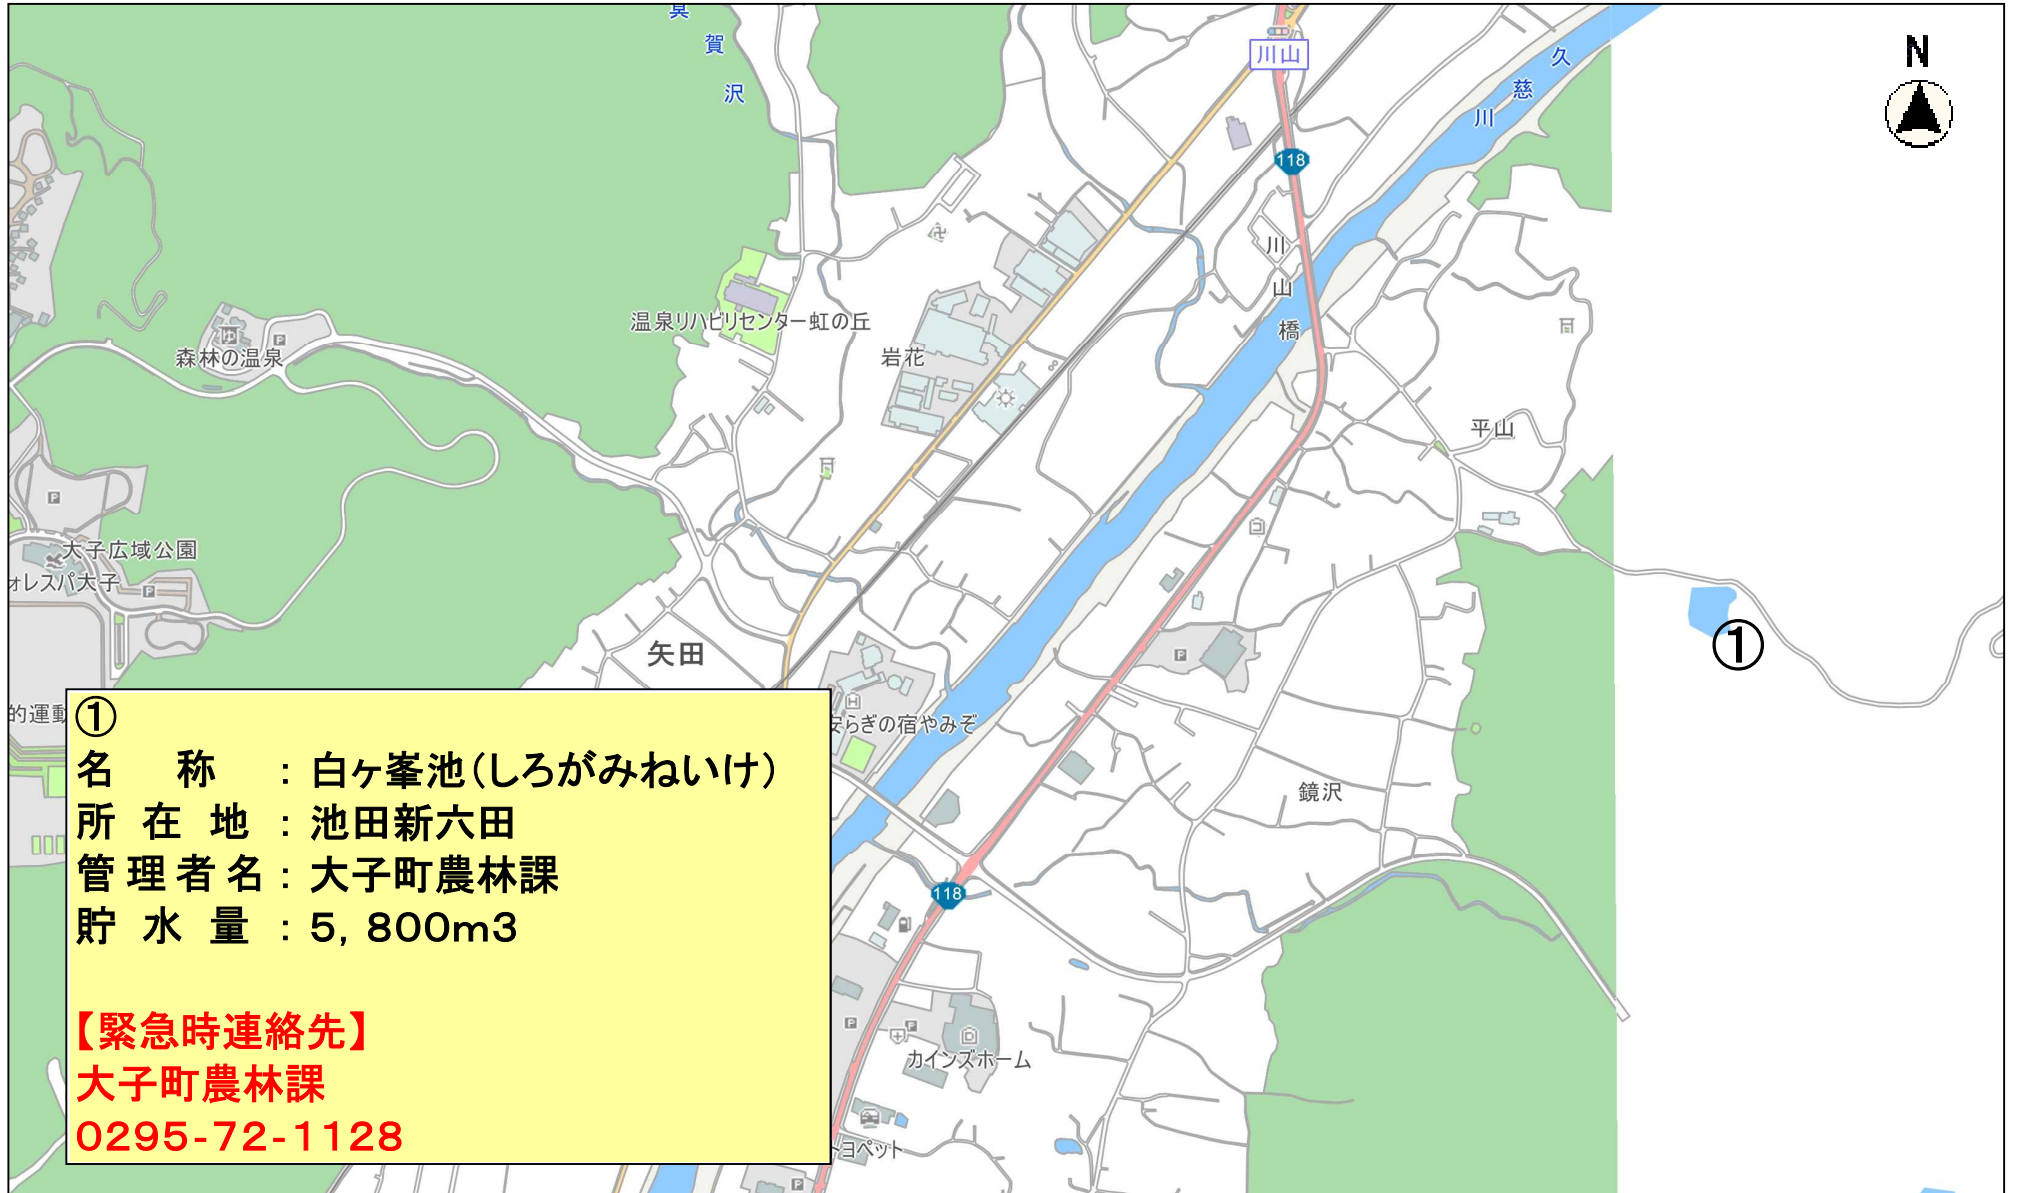 賀
沢
川山
久
慈
川
N
118
川
山
橋
温泉リハビリセンター虹の丘
岩花
森林の温泉
ゆ
P
平山
P
大子広域公園
ォレスパ大子
P
矢田
P
①
的運動
安らぎの宿やみぞ
H
鏡沢
118
P
P
カインズホーム
トヨペット
P
①
名 称 : 白ヶ峯池(しろがみねいけ)
所 在 地 : 池田新六田
管理者名 : 大子町農林課
貯 水 量 : 5,800m3
【緊急時連絡先】
大子町農林課
0295-72-1128